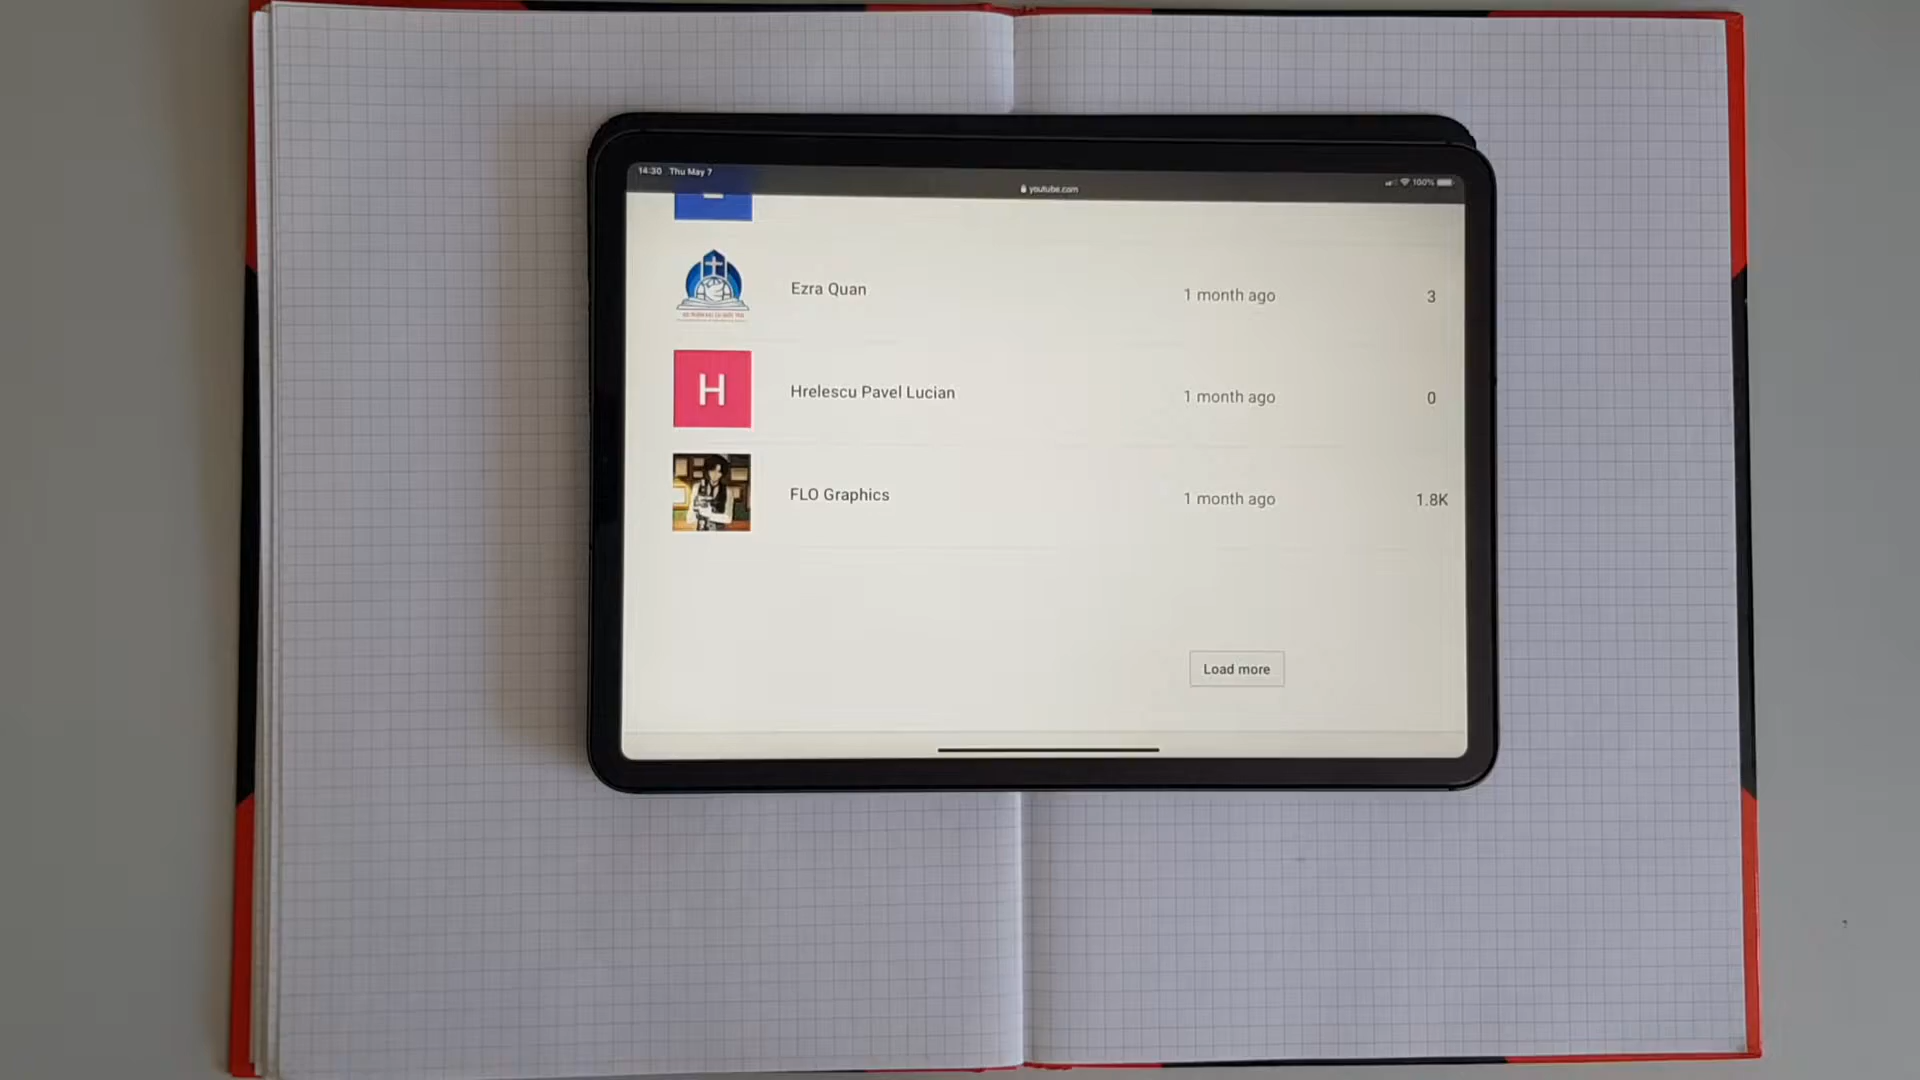 14:30 Thu May 7
youtube.com
100%
Ezra Quan 1 month ago 3
H
Hrelescu Pavel Lucian 1 month ago 0
FLO Graphics 1 month ago 1.8K
Load more